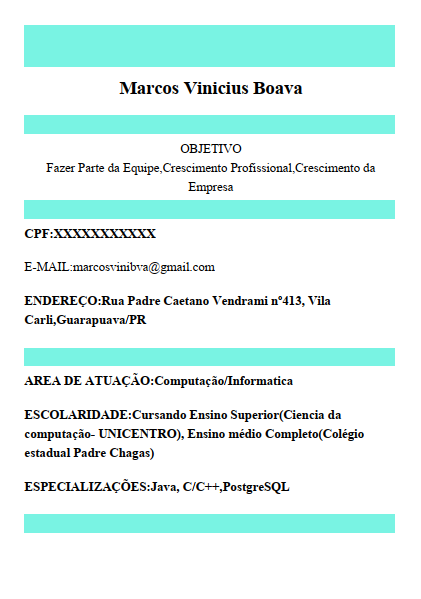 Marcos Vinicius Boava
OBJETIVO
Fazer Parte da Equipe,Crescimento Profissional,Crescimento da
Empresa
CPF:XXXXXXXXXXX
E-MAIL:marcosvinibva@gmail.com
ENDEREÇO:Rua Padre Caetano Vendrami nº413, Vila
Carli,Guarapuava/PR
AREA DE ATUAÇÃO:Computação/Informatica
ESCOLARIDADE:Cursando Ensino Superior(Ciencia da
computação- UNICENTRO), Ensino médio Completo(Colégio
estadual Padre Chagas)
ESPECIALIZAÇÕES:Java, C/C++,PostgreSQL